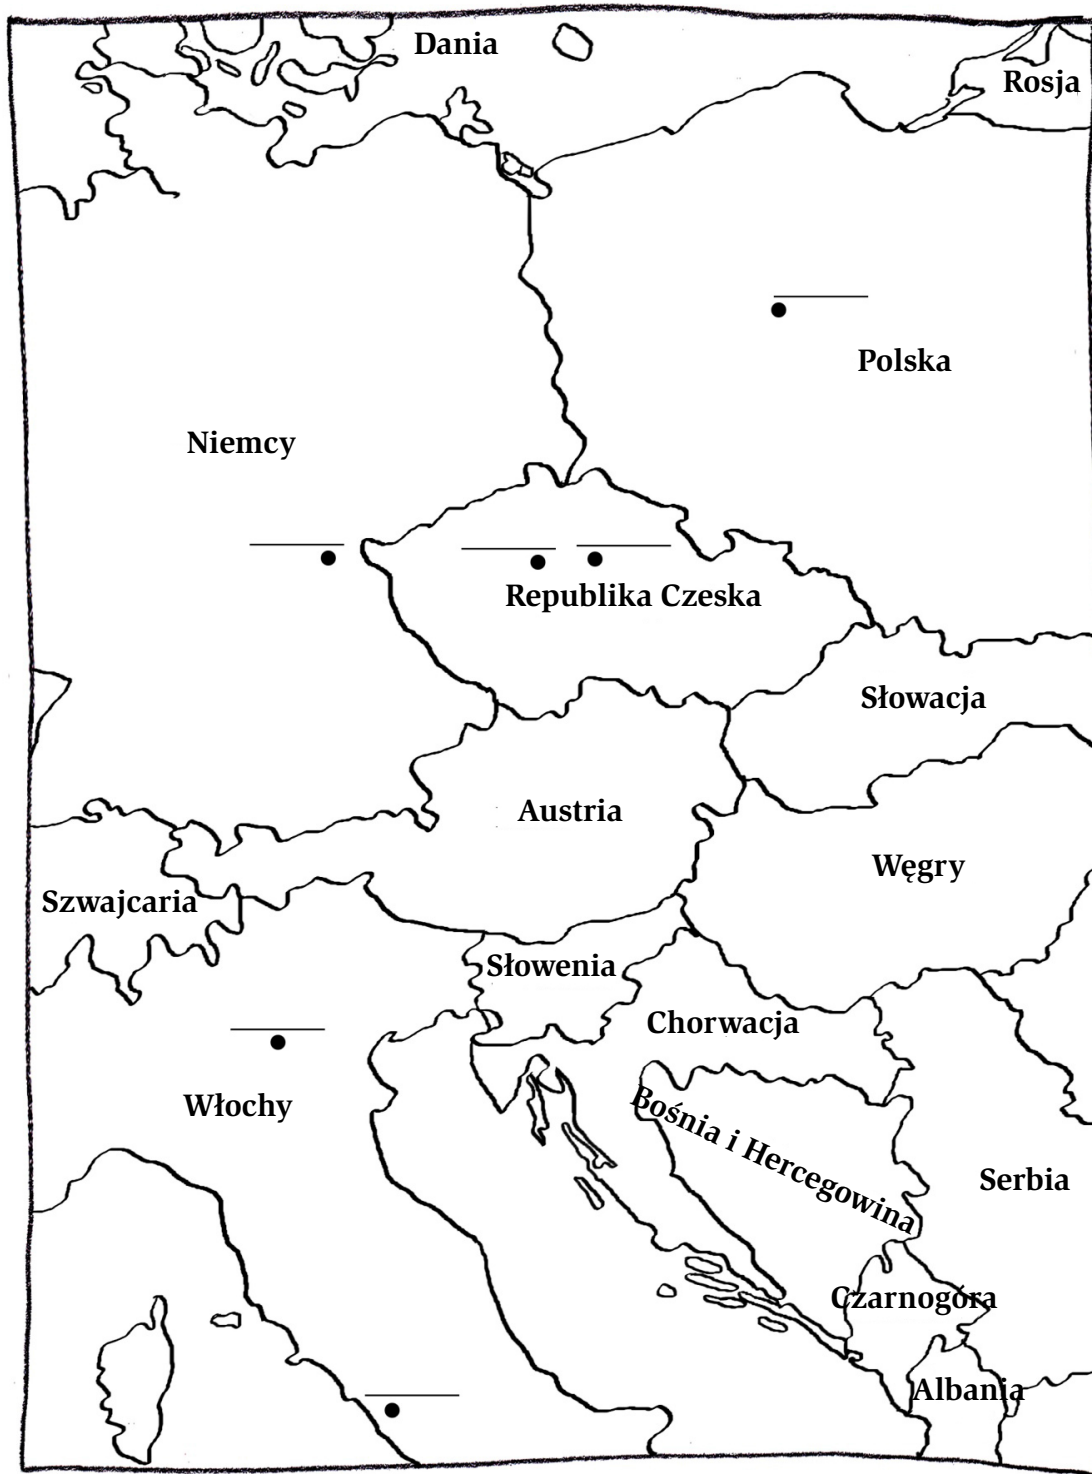 Dania
Rosja
Polska
Niemcy
Republika Czeska
Słowacja
Austria
Węgry
Szwajcaria
Słowenia
Chorwacja
Włochy
Bośnia i Hercegowina
Serbia
Czarnogóra
Albania